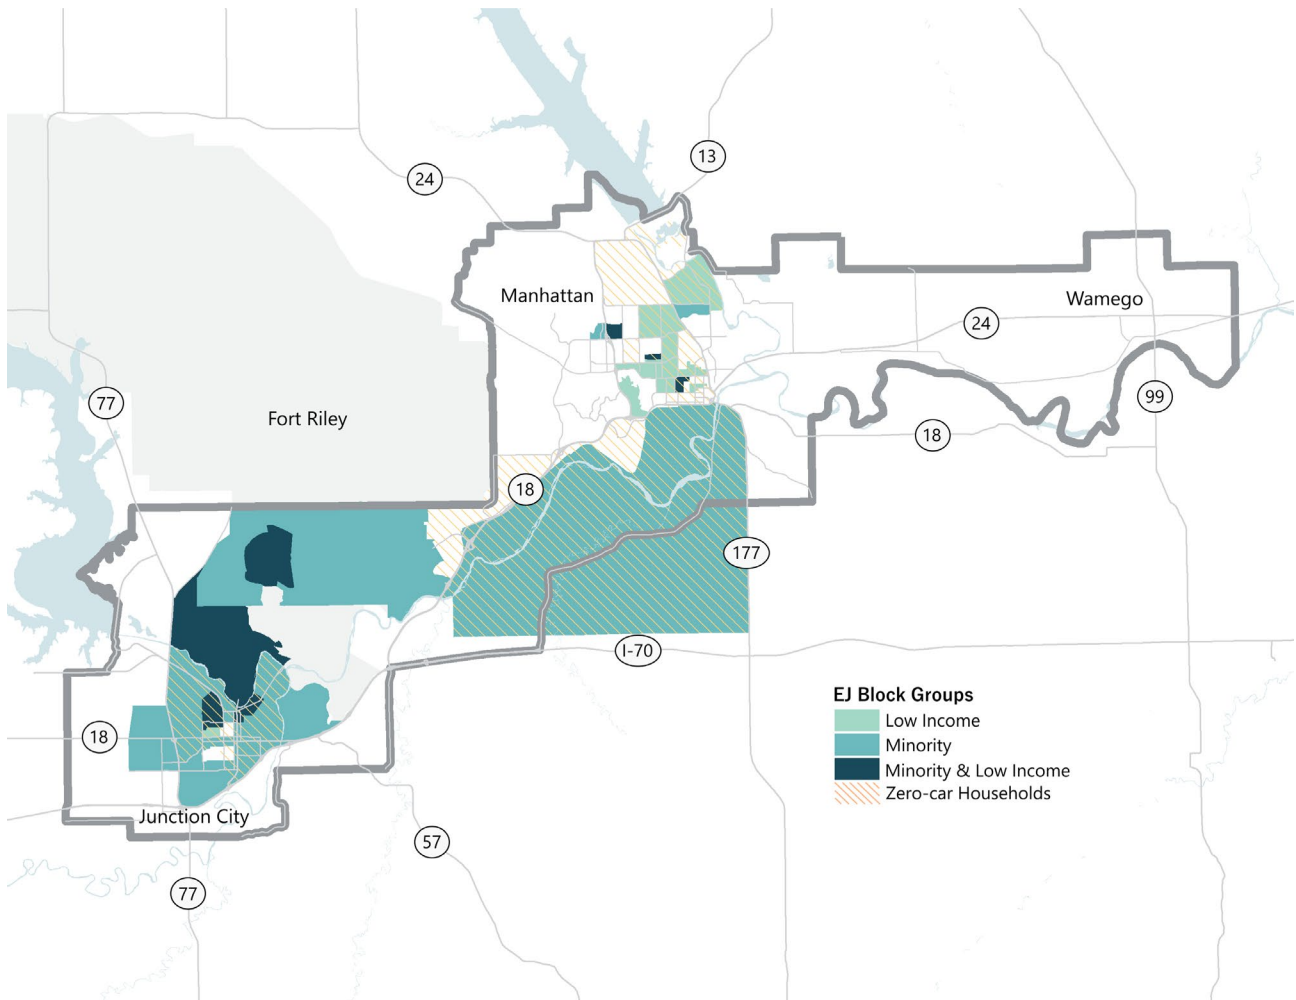 13
24
Manhattan
Wamego
24
77
99
Fort Riley
18
18
177
I-70
EJ Block Groups
Low Income
18
Minority
Minority & Low Income
Zero-car Households
Junction City
57
77